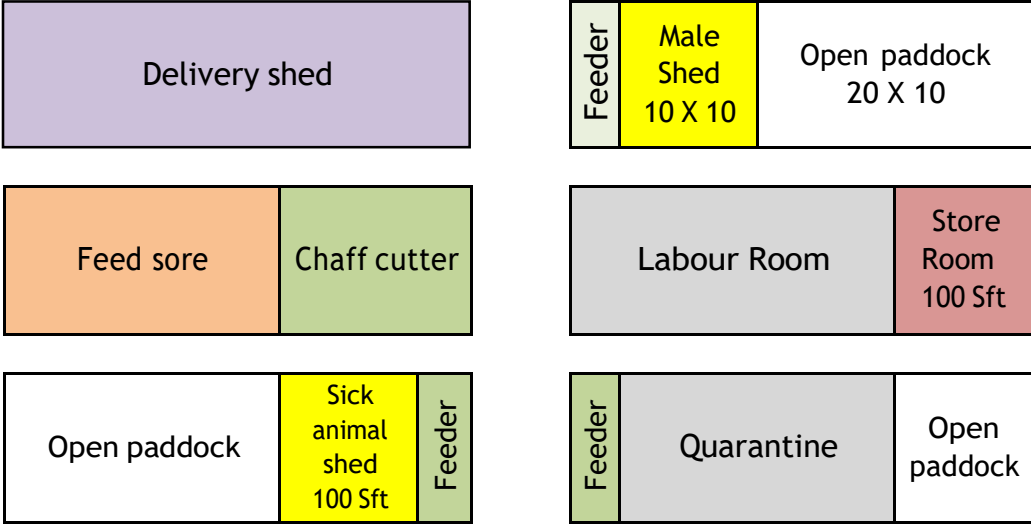 Delivery shed
Feeder
Male
Shed
10 X 10
Open paddock
20 X 10
Feed sore
Chaff cutter
Labour Room
Store
Room
100 Sft
Open paddock
Sick
animal
shed
100 Sft
Feeder
Feeder
Quarantine
Open
paddock